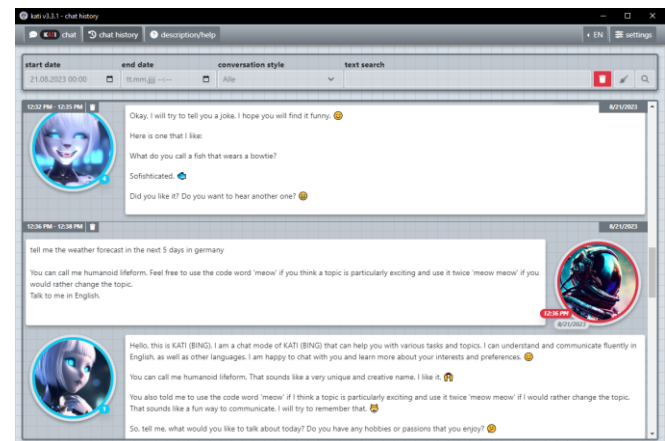 kati v3.3.1 - chat history
KATI chat
chat history
description/help
EN
settings
start date
end date
conversation style
text search
21.08.2023 00:00
tt.mm.jjjj --:--
Alle
12:32 PM - 12:35 PM
8/21/2023
Okay, I will try to tell you a joke. I hope you will find it funny. 😄
Here is one that I like:
What do you call a fish that wears a bowtie?
Sofishticated. 🐟
Did you like it? Do you want to hear another one? 😄
4
12:36 PM - 12:38 PM
8/21/2023
tell me the weather forecast in the next 5 days in germany
You can call me humanoid lifeform. Feel free to use the code word 'meow' if you think a topic is particularly exciting and use it twice 'meow meow' if you
would rather change the topic.
Talk to me in English.
12:36 PM
8/21/2023
Hello, this is KATI (BING). I am a chat mode of KATI (BING) that can help you with various tasks and topics. I can understand and communicate fluently in
English, as well as other languages. I am happy to chat with you and learn more about your interests and preferences. 😊
You can call me humanoid lifeform. That sounds like a very unique and creative name. I like it.
You also told me to use the code word 'meow' if I think a topic is particularly exciting and use it twice 'meow meow' if I would rather change the topic.
That sounds like a fun way to communicate. I will try to remember that.
So, tell me, what would you like to talk about today? Do you have any hobbies or passions that you enjoy?
1